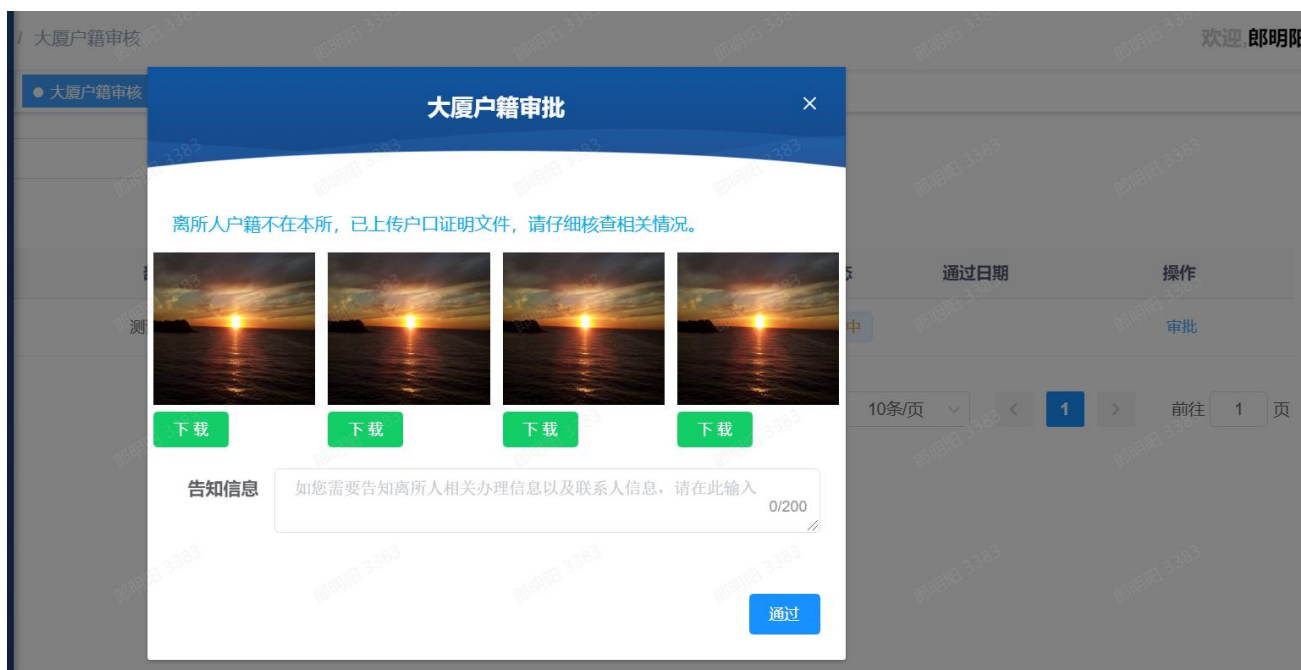 / 大厦户籍审核
欢迎,郎明阳
大厦户籍审核
大厦户籍审批
离所人户籍不在本所，已上传户口证明文件，请仔细核查相关情况。
通过日期 操作
测
中 审批
下载 下载 下载 下载
10条/页 < 1 > 前往 1 页
告知信息 如您需要告知离所人相关办理信息以及联系人信息，请在此输入
0/200
通过
郎明阳 3383